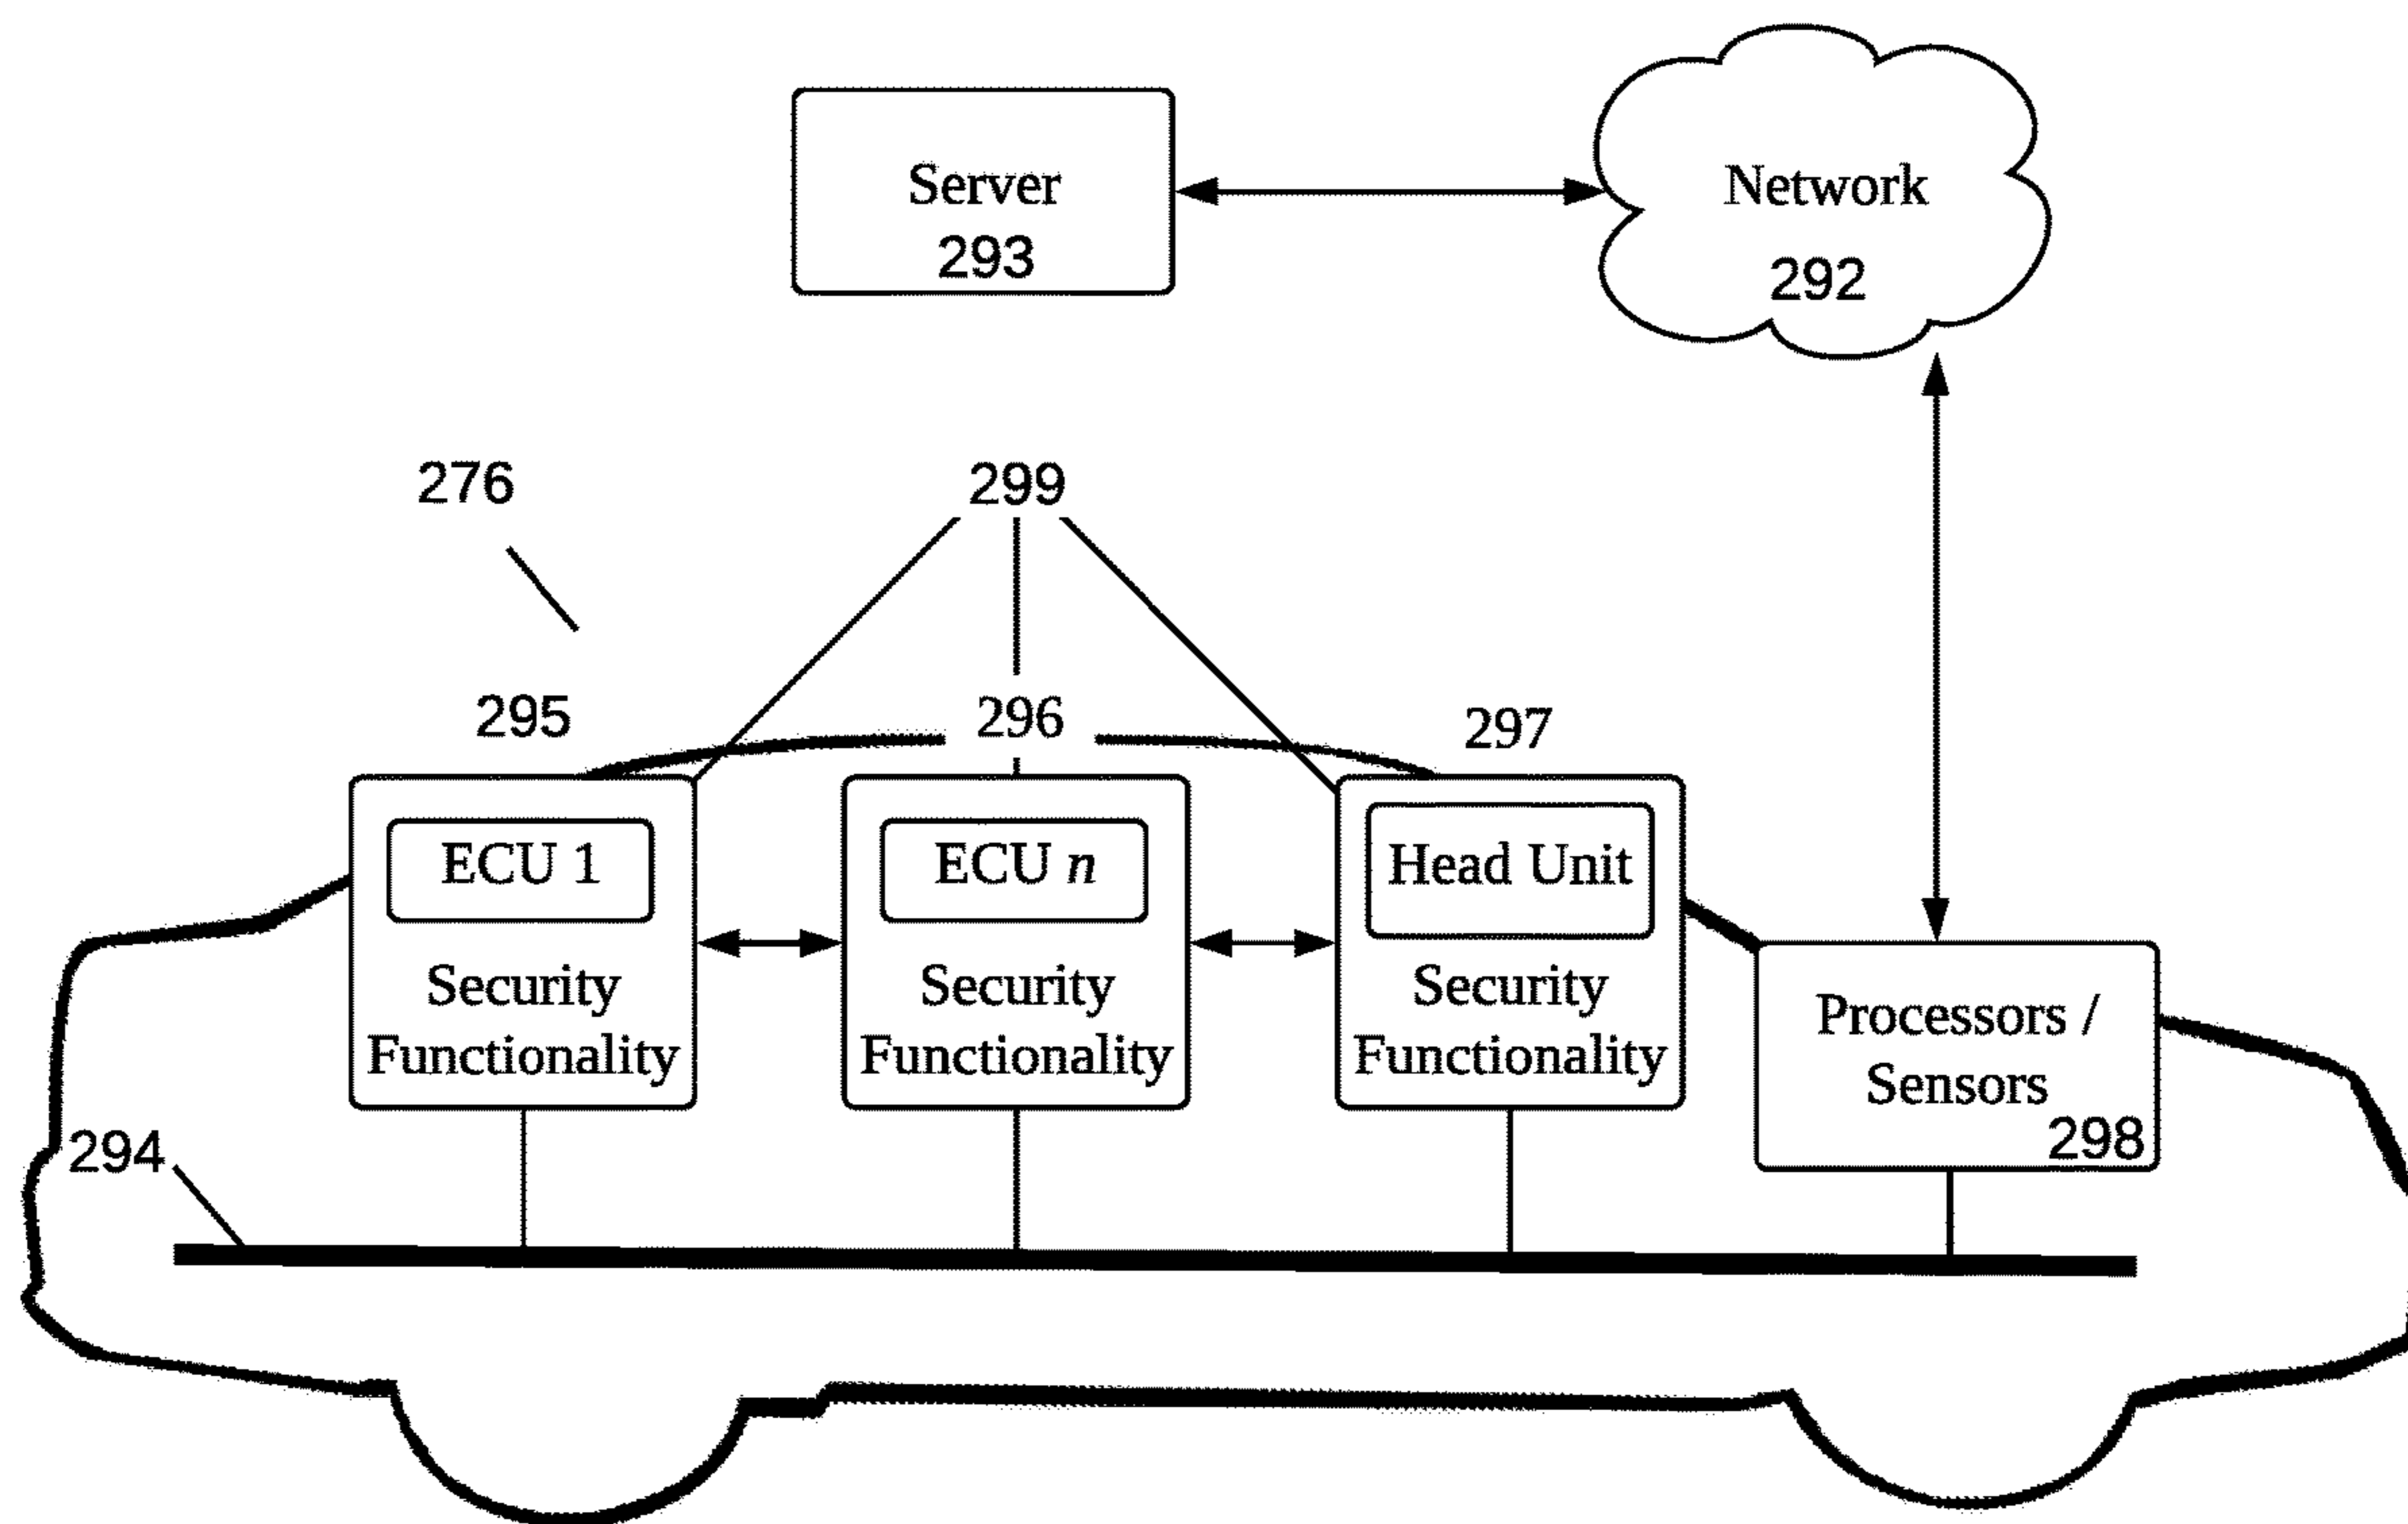 Server
293
Network
292
276
299
295
296
297
ECU 1
Security
Functionality
ECU n
Security
Functionality
Head Unit
Security
Functionality
Processors /
Sensors
298
294